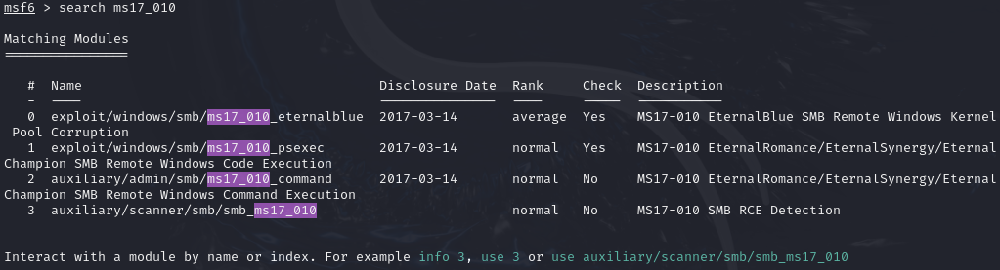 msf6 > search ms17_010
Matching Modules
================
#  Name                                      Disclosure Date  Rank     Check  Description
-  ----                                      ---------------  ----     -----  -----------
0  exploit/windows/smb/ms17_010_eternalblue  2017-03-14       average  Yes    MS17-010 EternalBlue SMB Remote Windows Kernel
Pool Corruption
1  exploit/windows/smb/ms17_010_psexec       2017-03-14       normal   Yes    MS17-010 EternalRomance/EternalSynergy/Eternal
Champion SMB Remote Windows Code Execution
2  auxiliary/admin/smb/ms17_010_command      2017-03-14       normal   No     MS17-010 EternalRomance/EternalSynergy/Eternal
Champion SMB Remote Windows Command Execution
3  auxiliary/scanner/smb/smb_ms17_010                         normal   No     MS17-010 SMB RCE Detection
Interact with a module by name or index. For example info 3, use 3 or use auxiliary/scanner/smb/smb_ms17_010